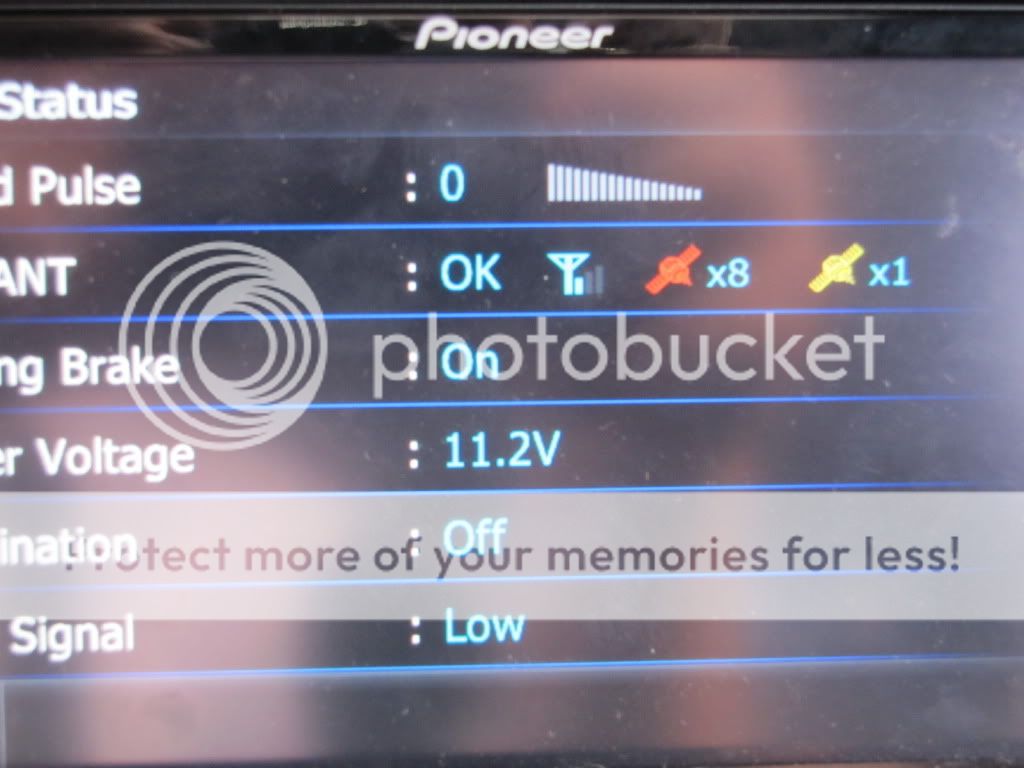 Pioneer
Status
d Pulse : 0
ANT : OK x8 x1
photobucket
ng Brake : On
er Voltage : 11.2V
ination : Off
Protect more of your memories for less!
Signal : Low